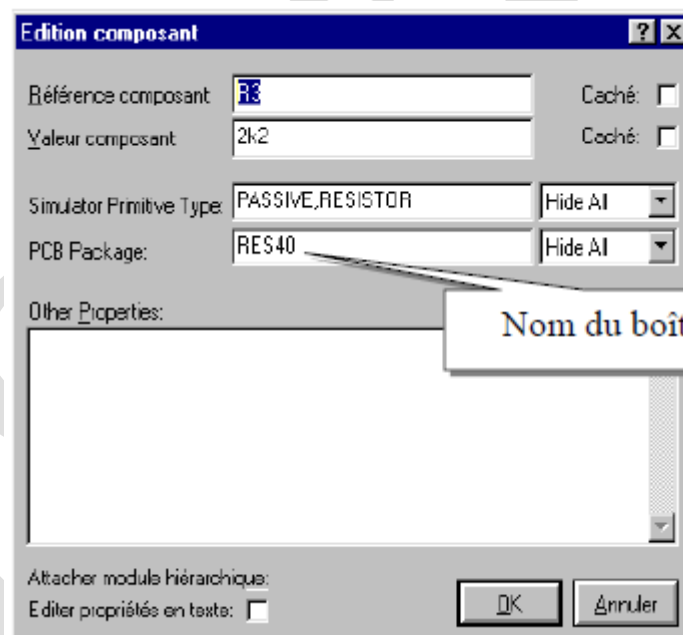 Edition composant
Référence composant R3 Caché:
Valeur composant 2k2 Caché:
Simulator Primitive Type: PASSIVE,RESISTOR Hide All
PCB Package: RES40 Hide All
Nom du boît
Other Properties:
Attacher module hiérarchique:
Editer propriétés en texte:
OK Annuler